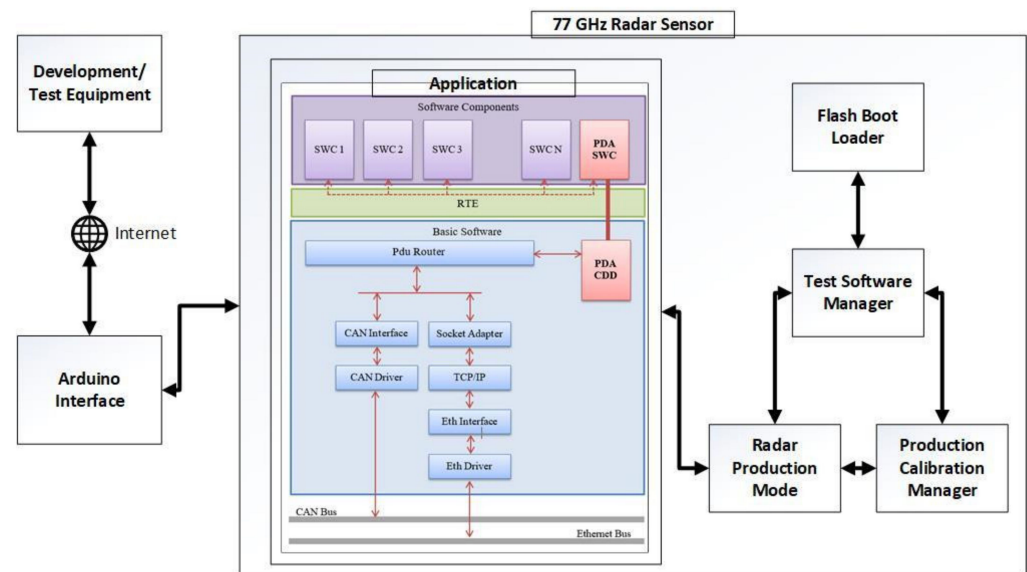 77 GHz Radar Sensor
Development/
Test Equipment
Internet
Arduino
Interface
Application
Software Components
SWC 1
SWC 2
SWC 3
SWC N
PDA
SWC
RTE
Basic Software
Pdu Router
PDA
CDD
CAN Interface
Socket Adapter
CAN Driver
TCP/IP
Eth Interface
Eth Driver
CAN Bus
Ethernet Bus
Flash Boot
Loader
Test Software
Manager
Radar
Production
Mode
Production
Calibration
Manager